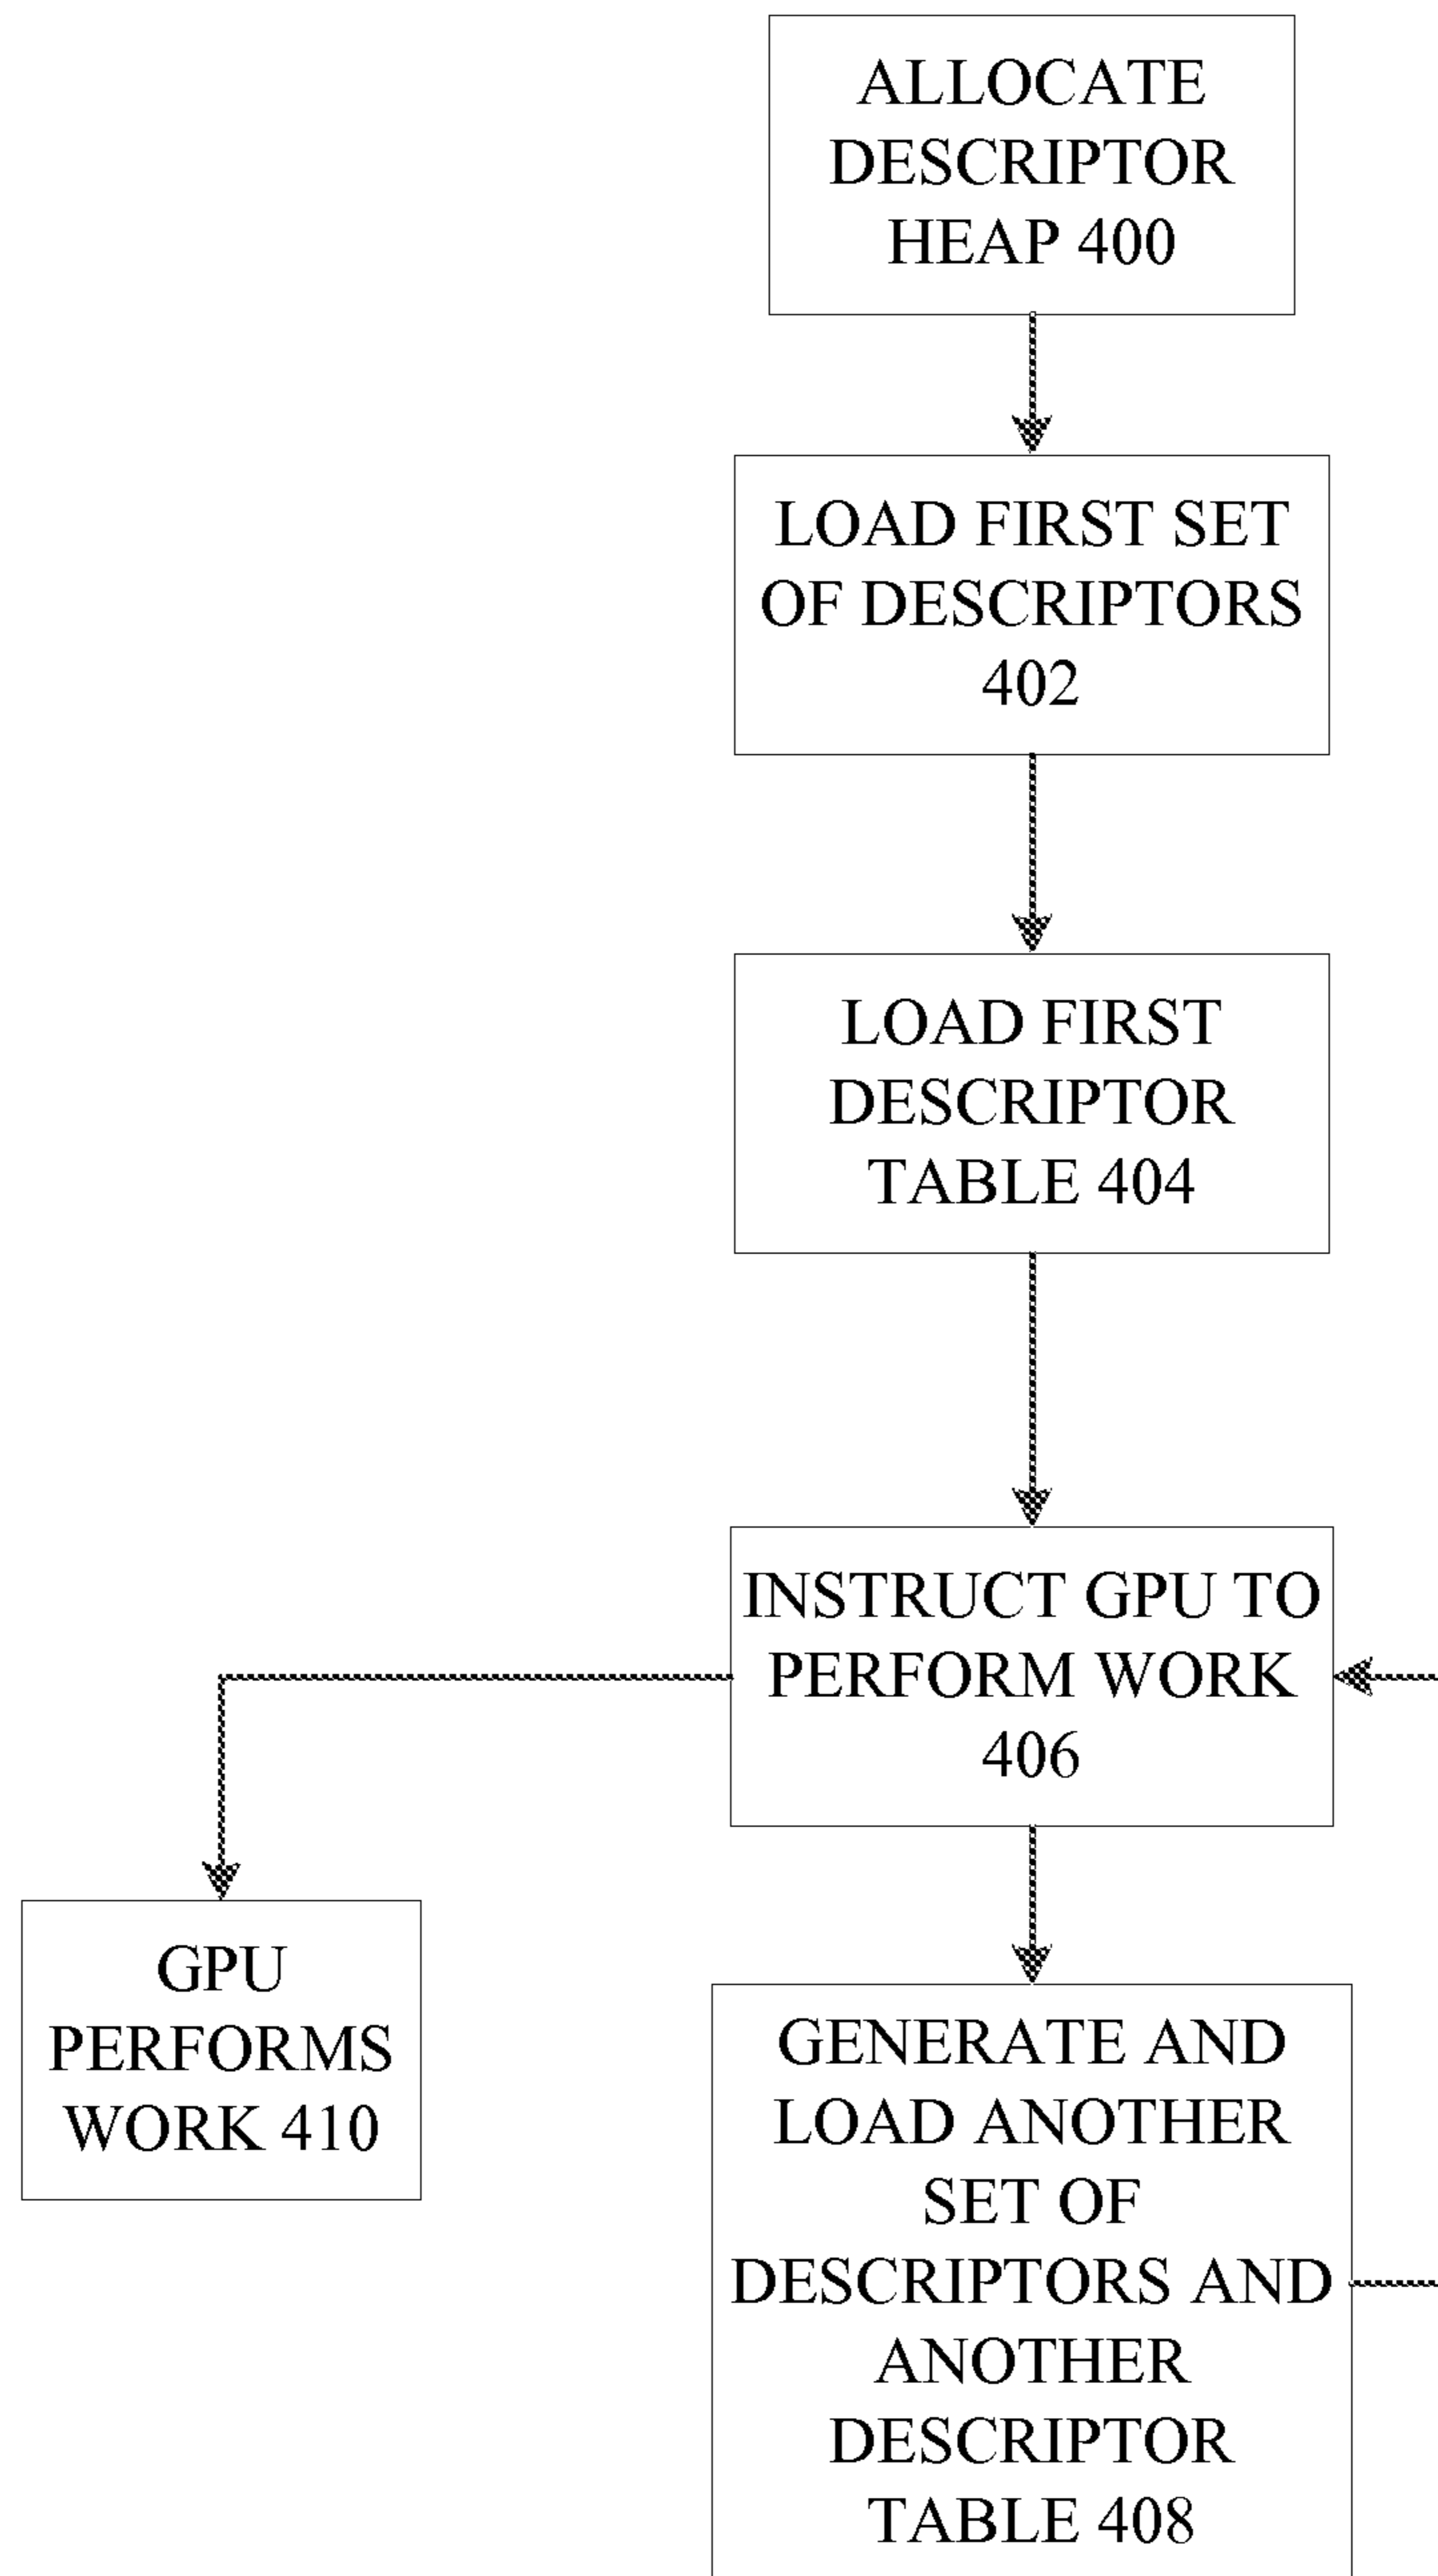 ALLOCATE
DESCRIPTOR
HEAP 400
LOAD FIRST SET
OF DESCRIPTORS
402
LOAD FIRST
DESCRIPTOR
TABLE 404
INSTRUCT GPU TO
PERFORM WORK
406
GPU
PERFORMS
WORK 410
GENERATE AND
LOAD ANOTHER
SET OF
DESCRIPTORS AND
ANOTHER
DESCRIPTOR
TABLE 408